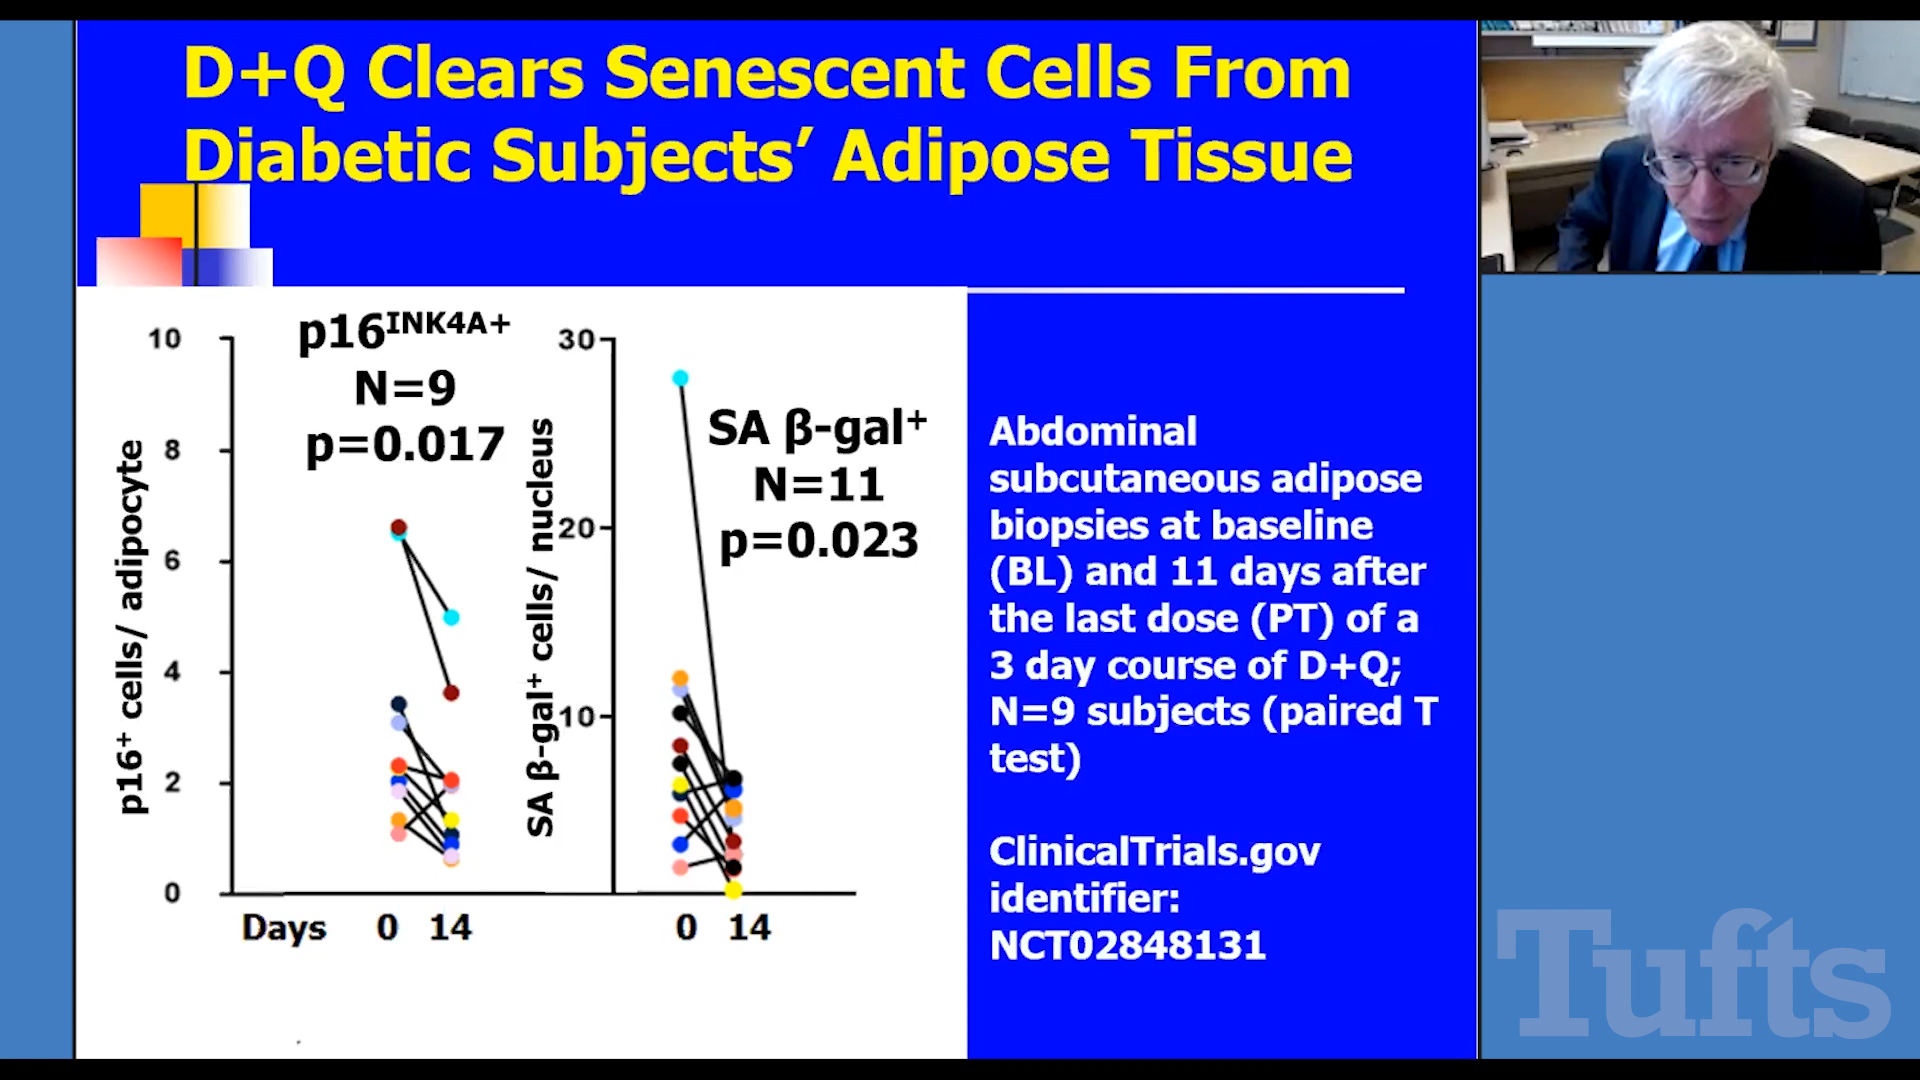 D+Q Clears Senescent Cells From
Diabetic Subjects’ Adipose Tissue
p16INK4A+
N=9
p=0.017
p16+ cells/ adipocyte
10
8
6
4
2
0
Days 0 14
SA β-gal+
N=11
p=0.023
SA β-gal+ cells/ nucleus
30
20
10
0 14
Abdominal
subcutaneous adipose
biopsies at baseline
(BL) and 11 days after
the last dose (PT) of a
3 day course of D+Q;
N=9 subjects (paired T
test)
ClinicalTrials.gov
identifier:
NCT02848131
Tufts